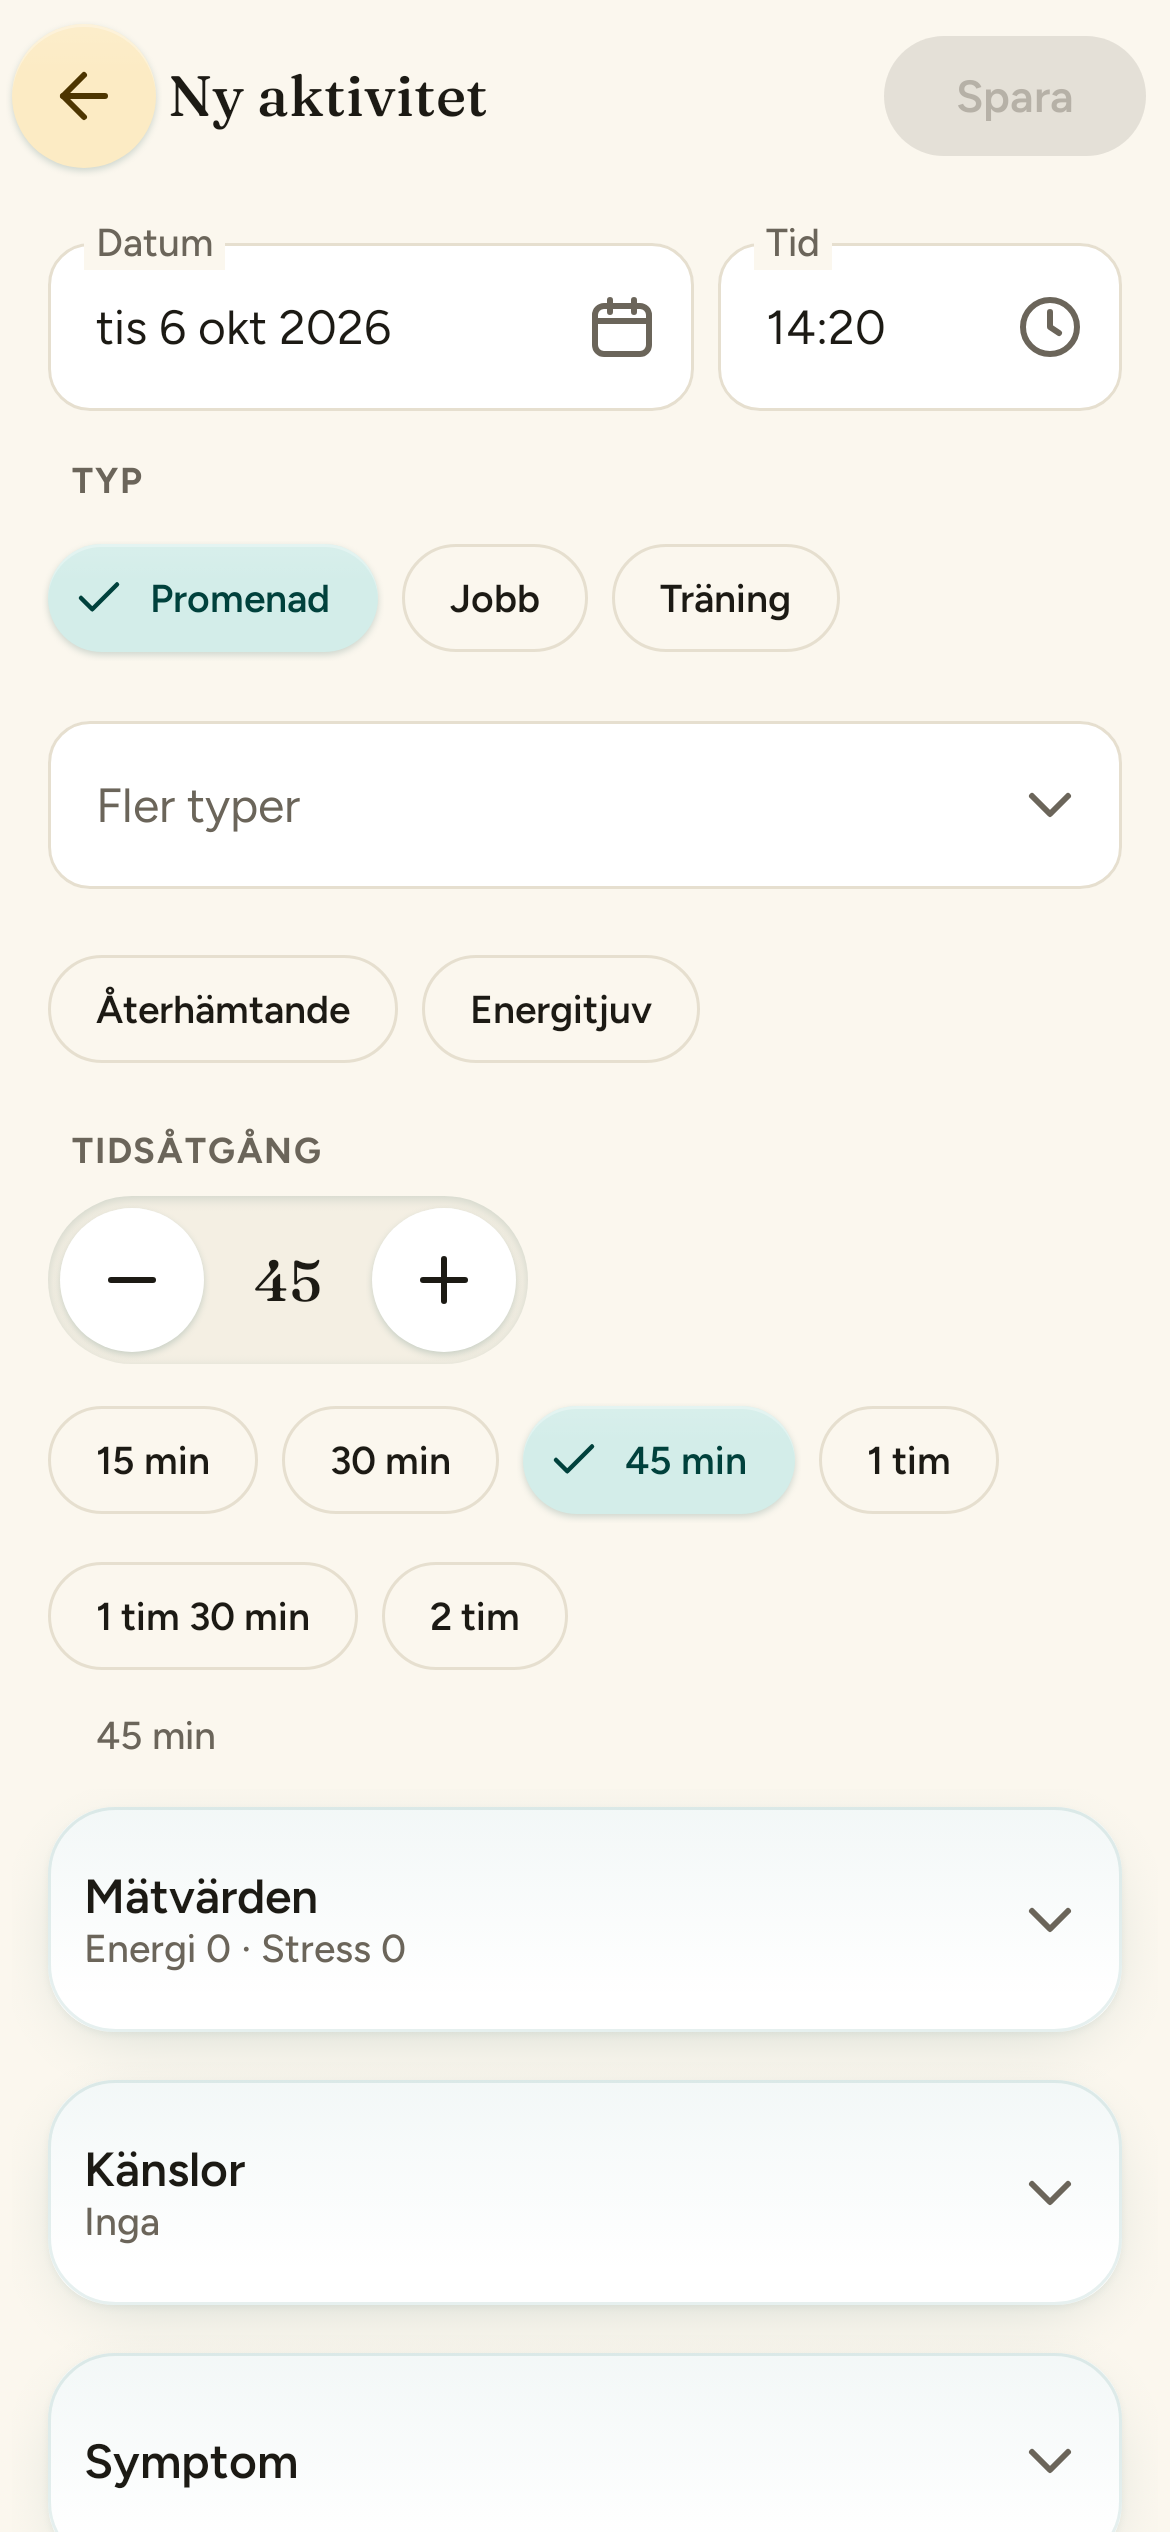 Ny aktivitet
Spara
Datum
Tid
tis 6 okt 2026
14:20
TYP
Promenad
Jobb
Träning
Fler typer
Återhämtande
Energitjuv
TIDSÅTGÅNG
45
15 min
30 min
45 min
1 tim
1 tim 30 min
2 tim
45 min
Mätvärden
Energi 0 · Stress 0
Känslor
Inga
Symptom